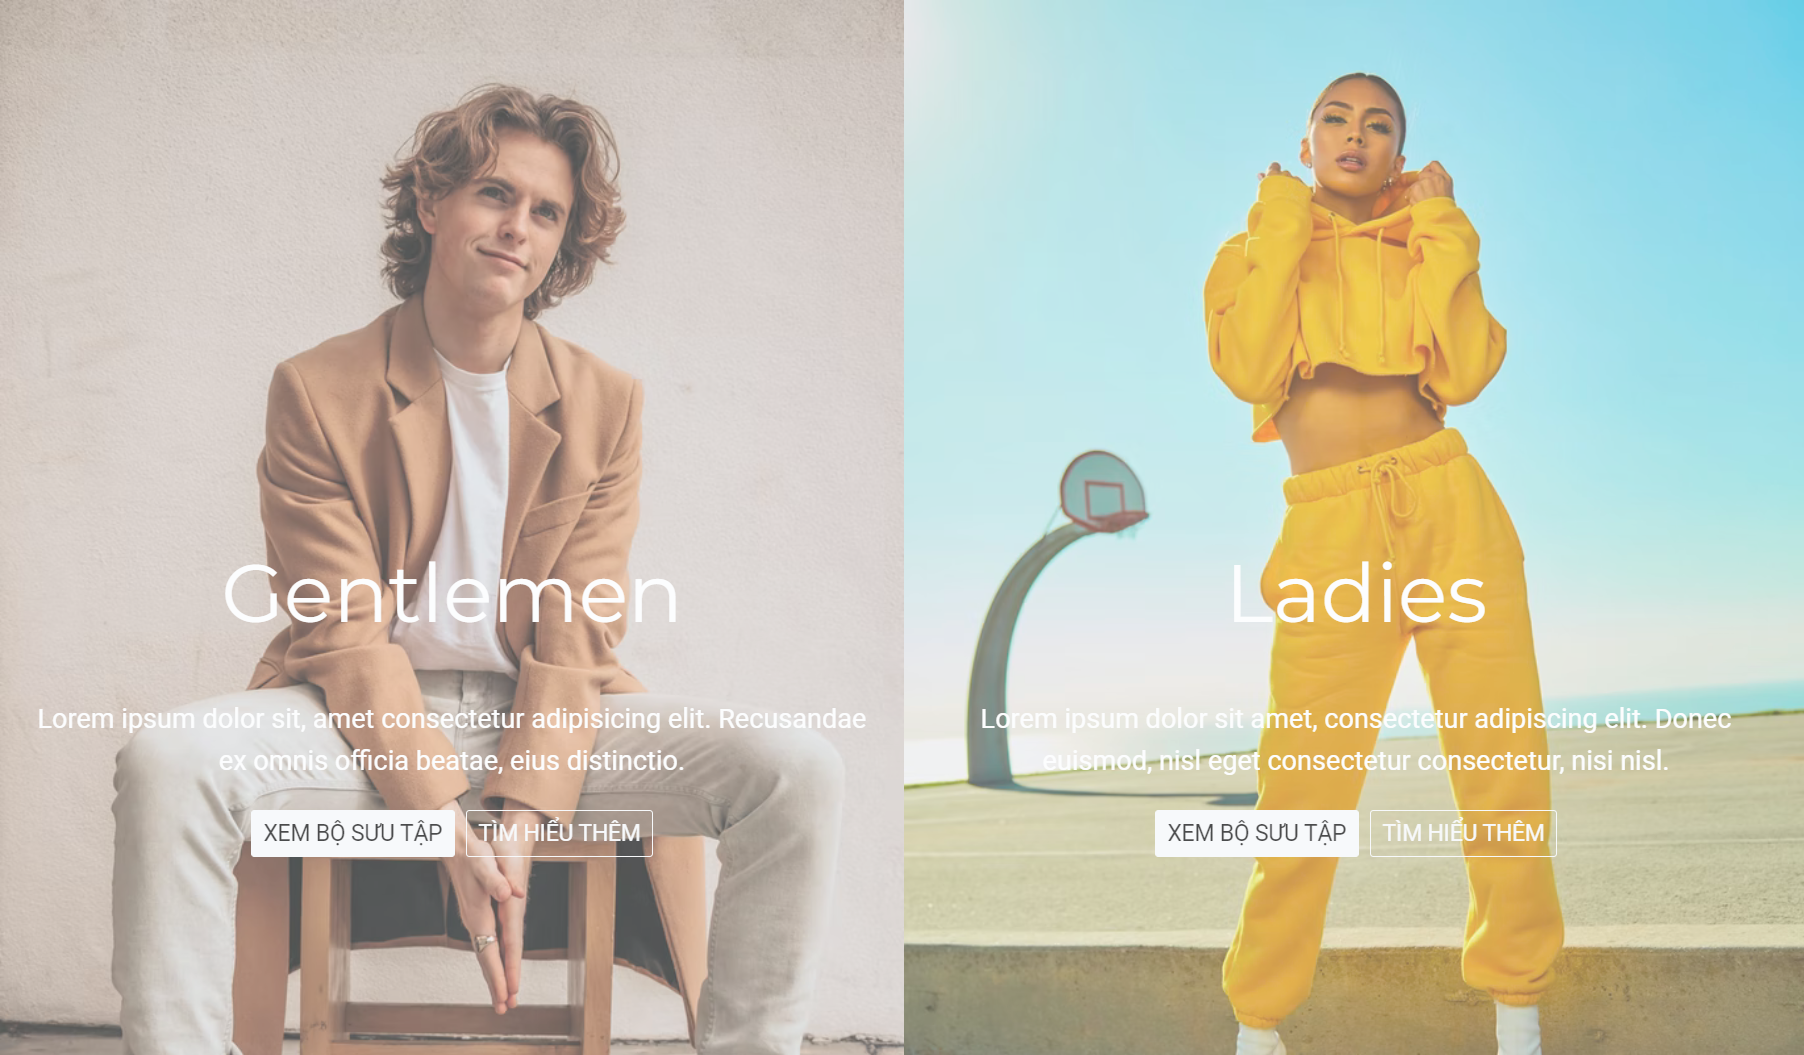 Gentlemen
Lorem ipsum dolor sit, amet consectetur adipisicing elit. Recusandae
ex omnis officia beatae, eius distinctio.
XEM BỘ SƯU TẬP
TÌM HIỂU THÊM
Ladies
Lorem ipsum dolor sit amet, consectetur adipiscing elit. Donec
euismod, nisl eget consectetur consectetur, nisi nisl.
XEM BỘ SƯU TẬP
TÌM HIỂU THÊM